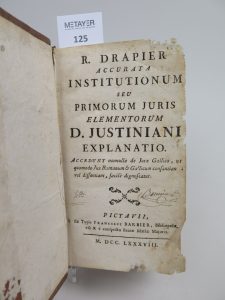 METAYER
125
R. DRAPIER
ACCURATA
INSTITUTIONUM
SEU
PRIMORUM JURIS
ELEMENTORUM
D. JUSTINIANI
EXPLANATIO.
ACCEDUNT nonnulla de Jure Gallico, ut
quomodo Jus Romanum & Gallicum consentiant
vel dissentiant, facile dignoscatur.
PICTAVII,
Ex Typis FRANCISCI BARBIER, Bibliopolæ,
M. DCC. LXXXVIII.